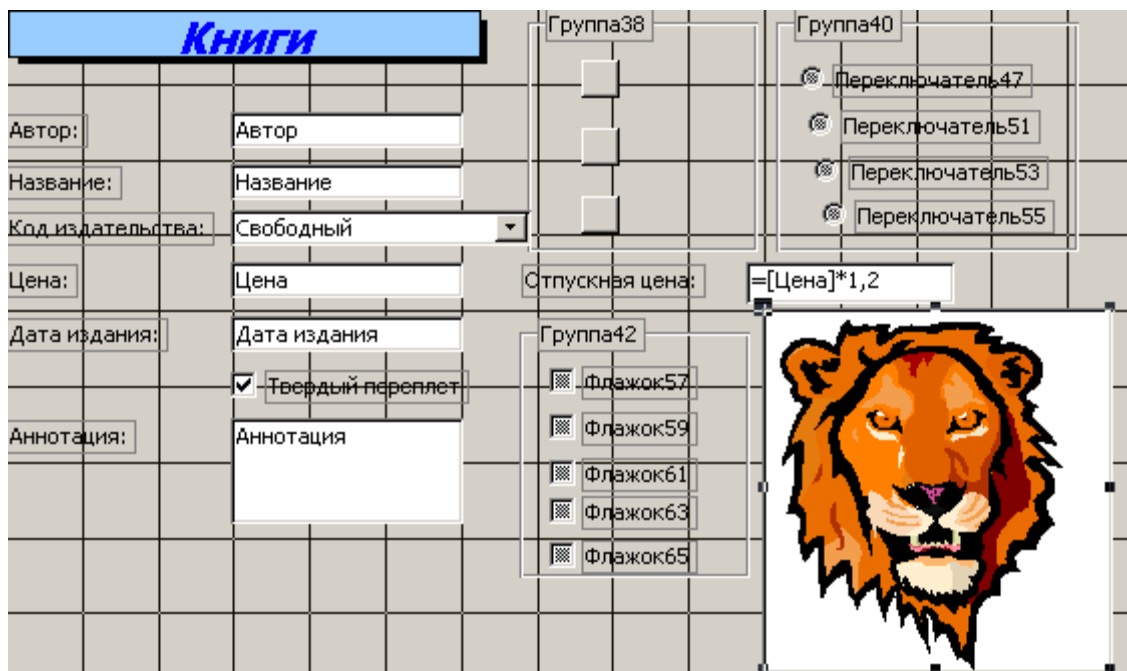 Книги
Группа38
Группа40
Переключатель47
Переключатель51
Переключатель53
Переключатель55
Автор:
Автор
Название:
Название
Код издательства:
Свободный
Цена:
Цена
Отпускная цена:
=[Цена]*1,2
Дата издания:
Дата издания
Твердый переплет
Аннотация:
Аннотация
Группа42
Флажок57
Флажок59
Флажок61
Флажок63
Флажок65